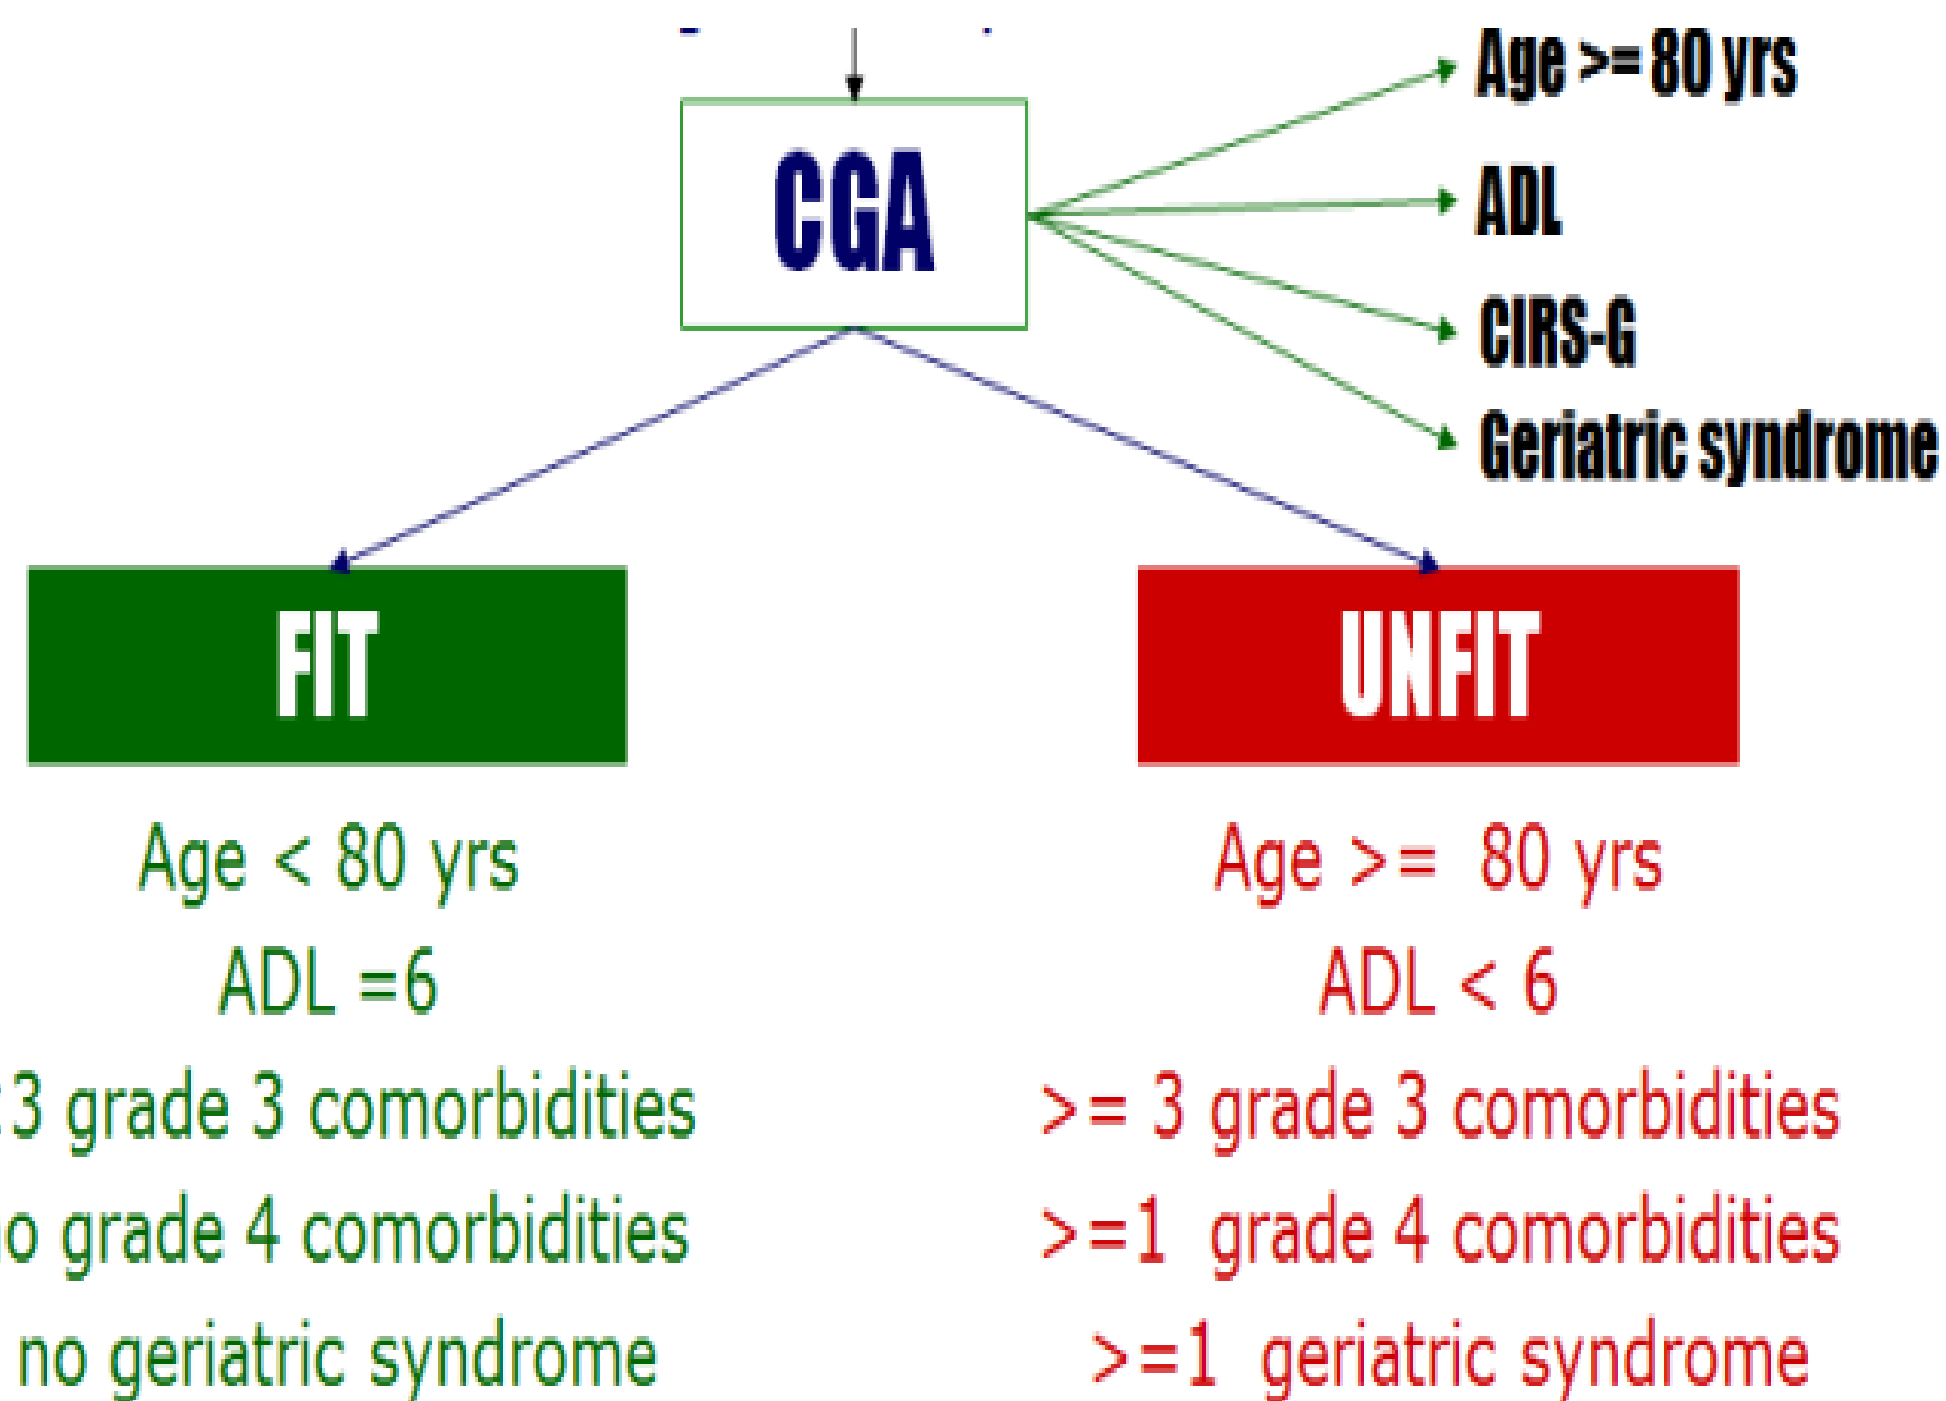 Age >= 80 yrs
CGA
ADL
CIRS-G
Geriatric syndrome
FIT
UNFIT
Age < 80 yrs
ADL =6
3 grade 3 comorbidities
grade 4 comorbidities
no geriatric syndrome
Age >= 80 yrs
ADL < 6
>= 3 grade 3 comorbidities
>=1 grade 4 comorbidities
>=1 geriatric syndrome